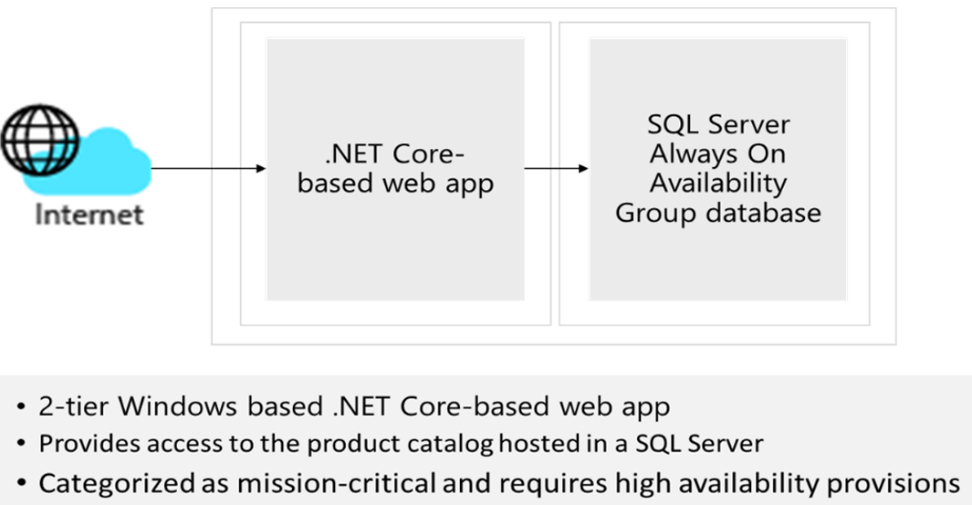 Internet
.NET Core-
based web app
SQL Server
Always On
Availability
Group database
• 2-tier Windows based .NET Core-based web app
• Provides access to the product catalog hosted in a SQL Server
• Categorized as mission-critical and requires high availability provisions